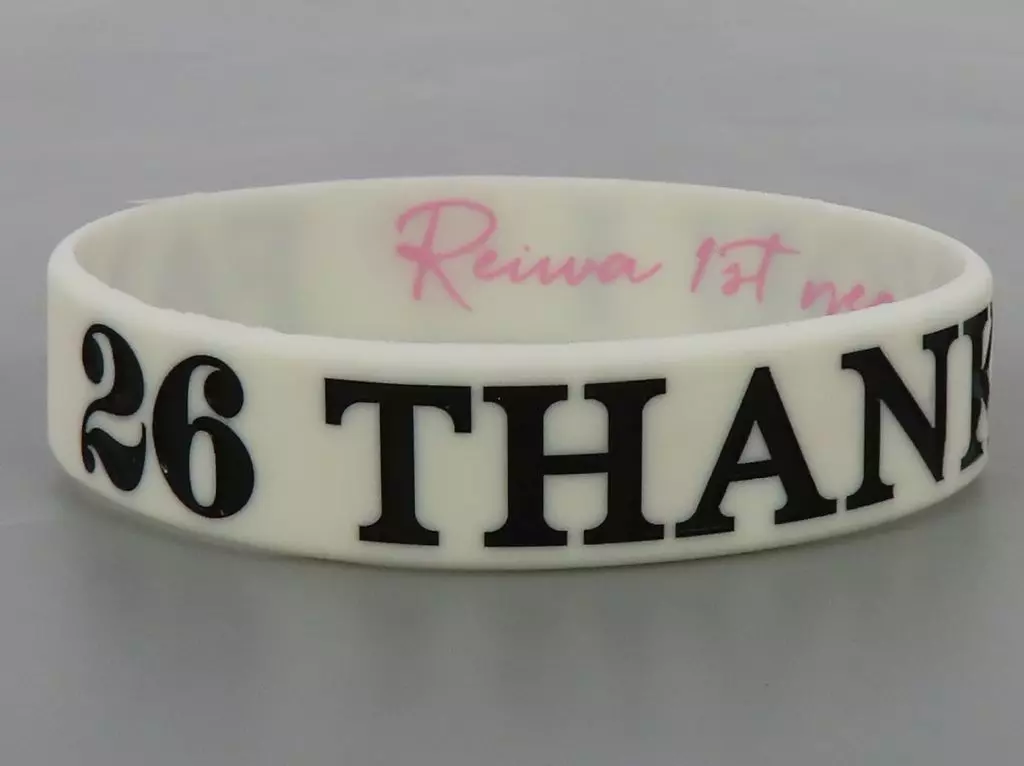 26 THANK
Reiwa 1st